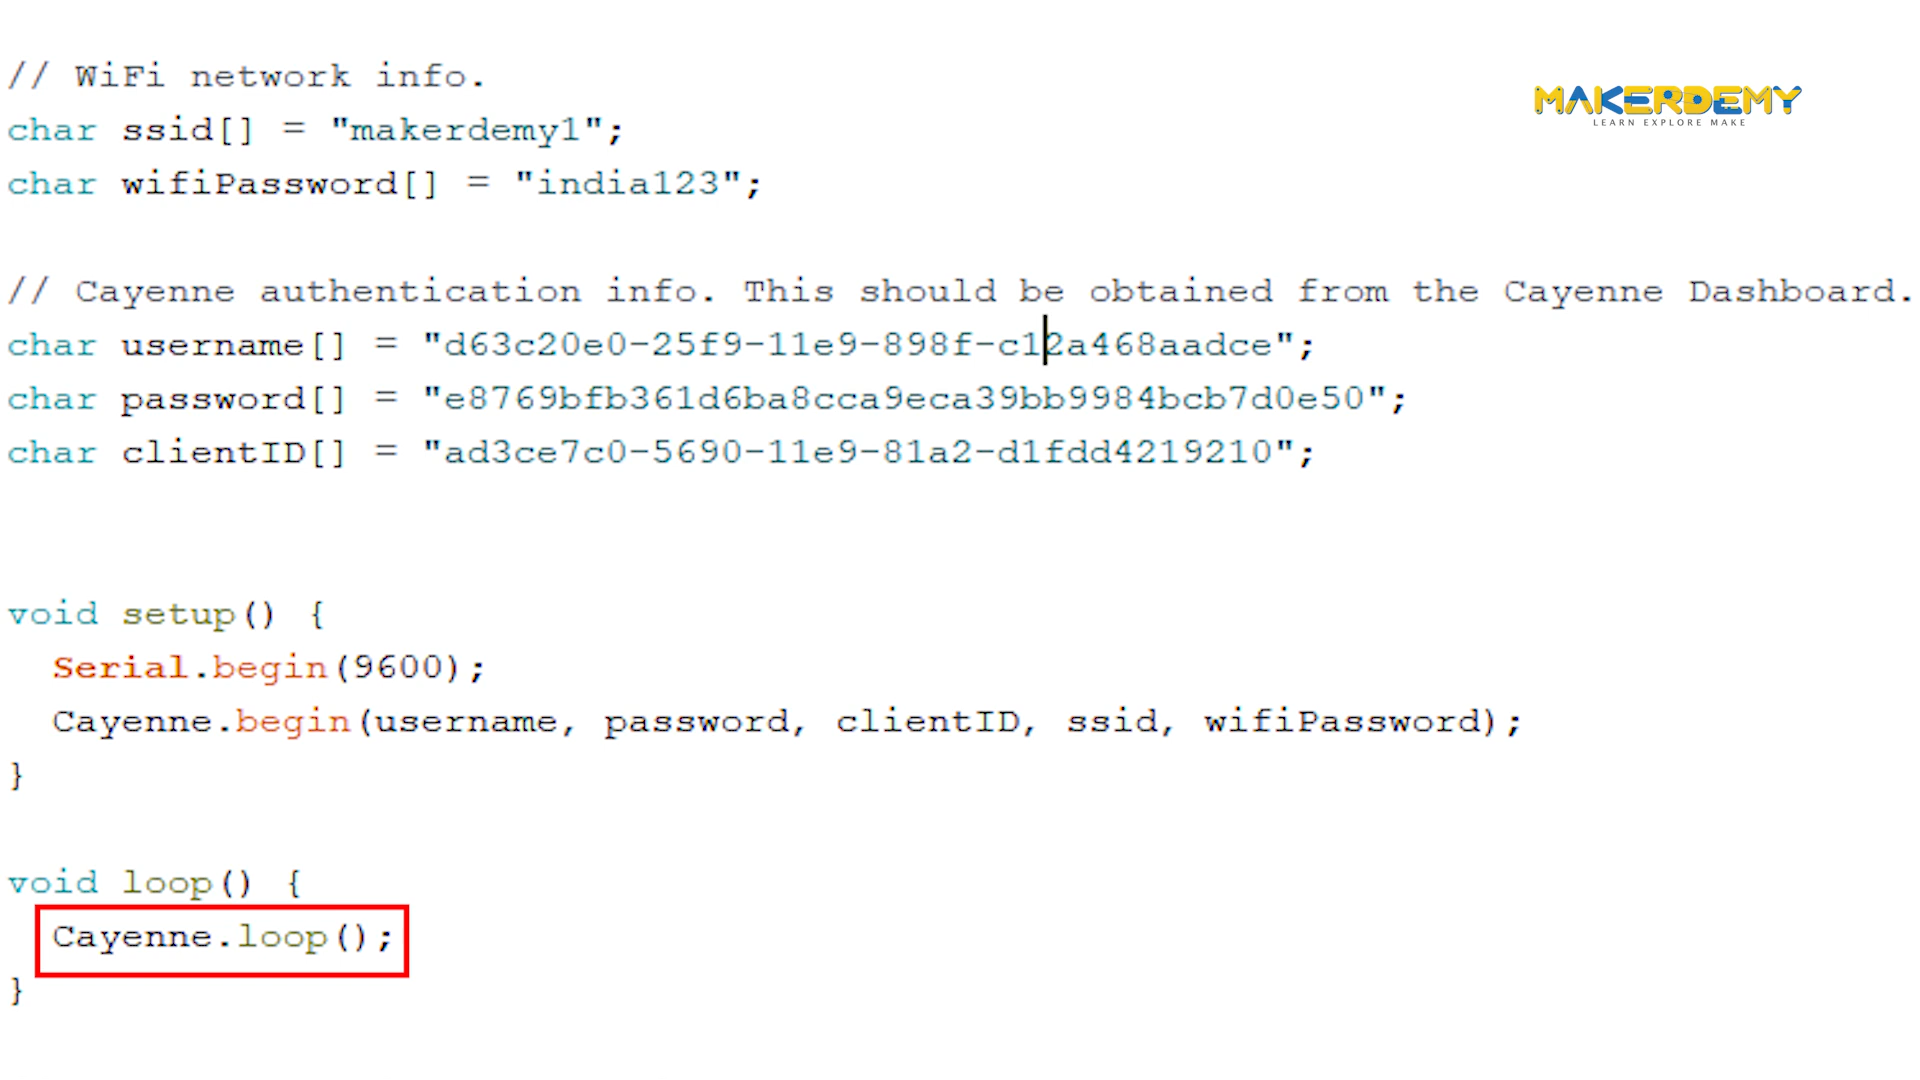 // WiFi network info.
MAKERDEMY
LEARN EXPLORE MAKE
char ssid[] = "makerdemy1";
char wifiPassword[] = "india123";
// Cayenne authentication info. This should be obtained from the Cayenne Dashboard.
char username[] = "d63c20e0-25f9-11e9-898f-c12a468aadce";
char password[] = "e8769bfb361d6ba8cca9eca39bb9984bcb7d0e50";
char clientID[] = "ad3ce7c0-5690-11e9-81a2-d1fdd4219210";
void setup() {
  Serial.begin(9600);
  Cayenne.begin(username, password, clientID, ssid, wifiPassword);
}
void loop() {
  Cayenne.loop();
}